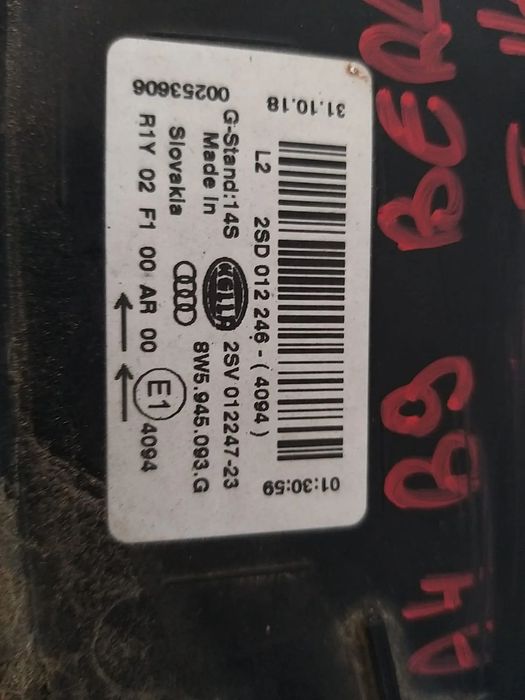 A4 B9 BER
31.10.18
01:30:59
L2 2SD 012 246 - ( 4094 )
G-Stand:14S HELLA 2SV 012247-23
Made in 8W5.945.093.G
Slovakia
R1Y 02 F1 00 AR 00 E1 4094
00253606